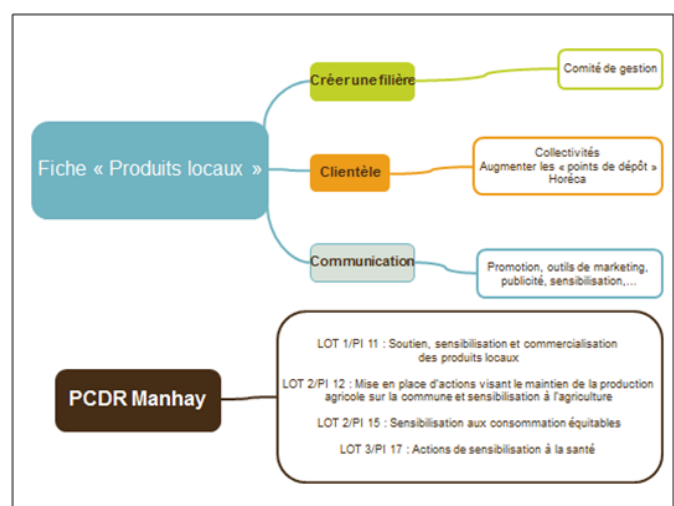 Créer une filière
Comité de gestion
Fiche « Produits locaux »
Clientèle
Collectivités
Augmenter les « points de dépôt »
Horéca
Communication
Promotion, outils de marketing,
publicité, sensibilisation,...
PCDR Manhay
LOT 1/PI 11 : Soutien, sensibilisation et commercialisation
des produits locaux
LOT 2/PI 12 : Mise en place d'actions visant le maintien de la production
agricole sur la commune et sensibilisation à l'agriculture
LOT 2/PI 15 : Sensibilisation aux consommation équitables
LOT 3/PI 17 : Actions de sensibilisation à la santé